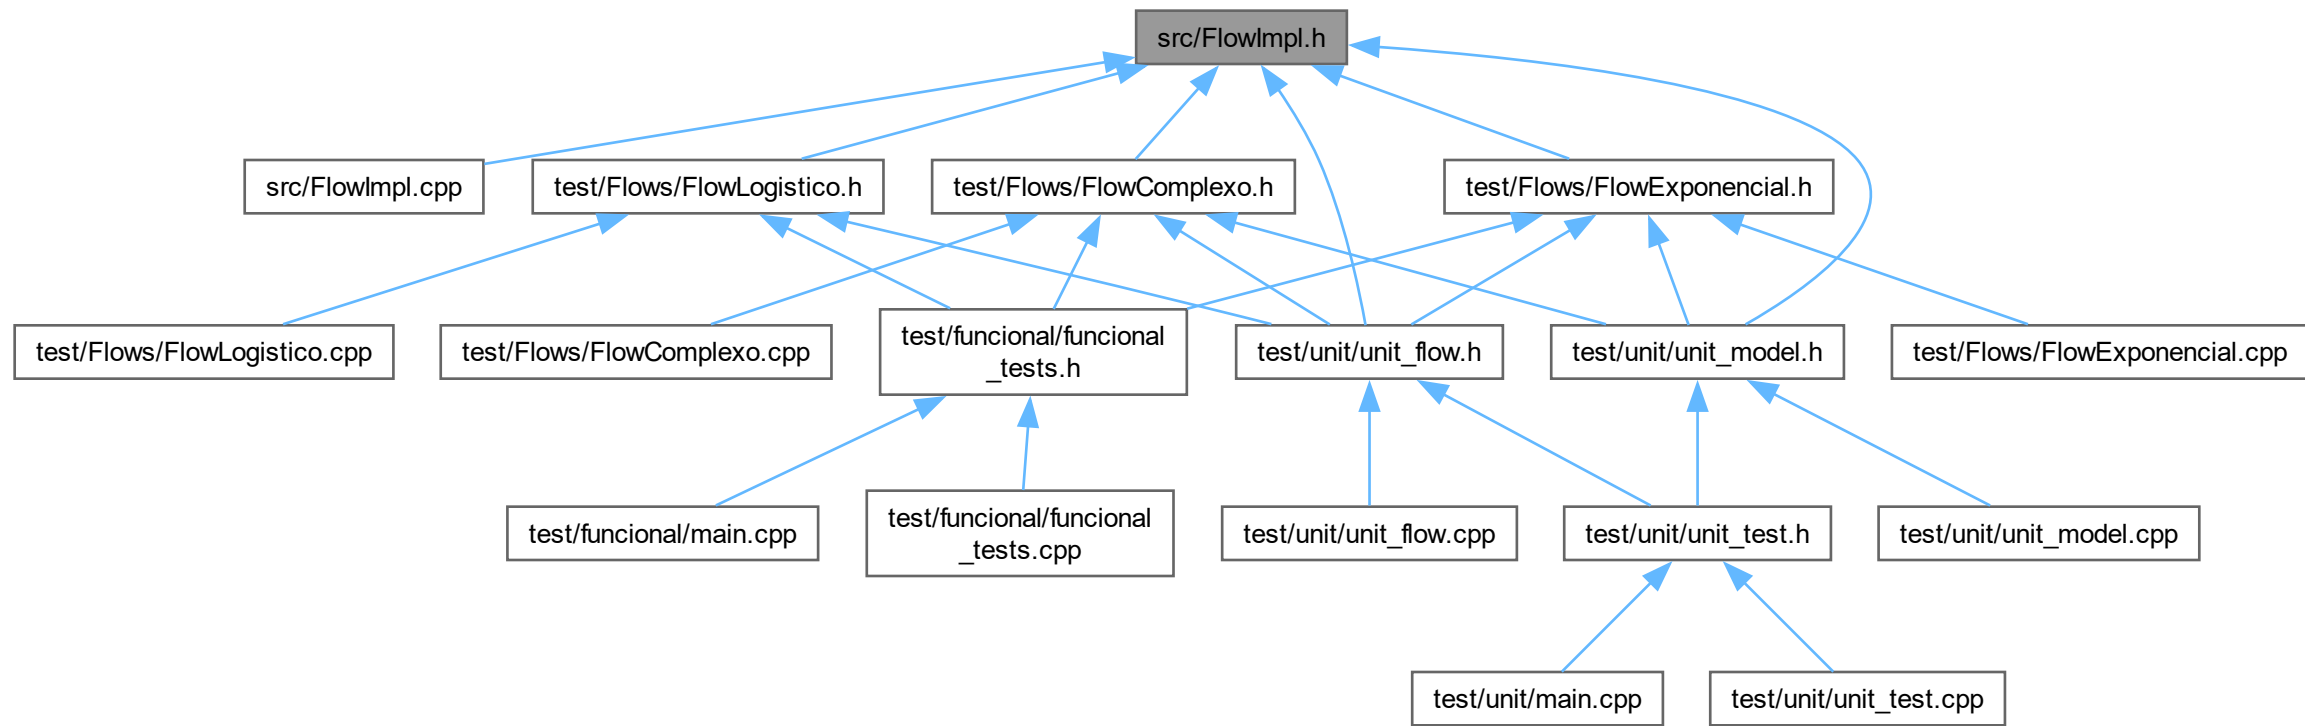 src/FlowImpl.h
src/FlowImpl.cpp
test/Flows/FlowLogistico.h
test/Flows/FlowComplexo.h
test/Flows/FlowExponencial.h
test/Flows/FlowLogistico.cpp
test/Flows/FlowComplexo.cpp
test/funcional/funcional
_tests.h
test/unit/unit_flow.h
test/unit/unit_model.h
test/Flows/FlowExponencial.cpp
test/funcional/main.cpp
test/funcional/funcional
_tests.cpp
test/unit/unit_flow.cpp
test/unit/unit_test.h
test/unit/unit_model.cpp
test/unit/main.cpp
test/unit/unit_test.cpp